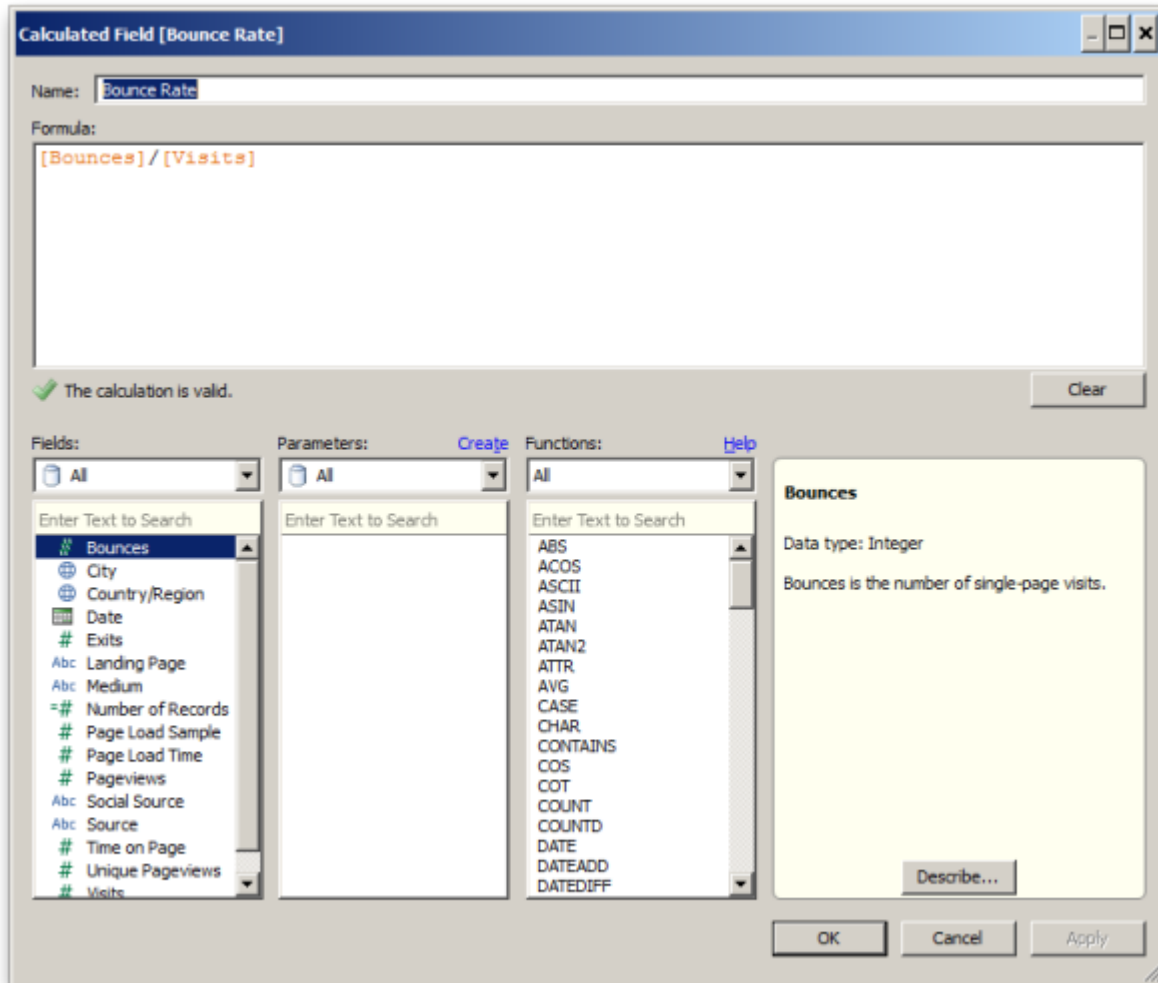 Calculated Field [Bounce Rate]
Name: Bounce Rate
Formula:
[Bounces]/[Visits]
The calculation is valid.
Clear
Fields:
All
Enter Text to Search
# Bounces
City
Country/Region
Date
# Exits
Abc Landing Page
Abc Medium
=# Number of Records
# Page Load Sample
# Page Load Time
# Pageviews
Abc Social Source
Abc Source
# Time on Page
# Unique Pageviews
# Visits
Parameters: Create
All
Enter Text to Search
Functions: Help
All
Enter Text to Search
ABS
ACOS
ASCII
ASIN
ATAN
ATAN2
ATTR
AVG
CASE
CHAR
CONTAINS
COS
COT
COUNT
COUNTD
DATE
DATEADD
DATEDIFF
Bounces
Data type: Integer
Bounces is the number of single-page visits.
Describe...
OK Cancel Apply